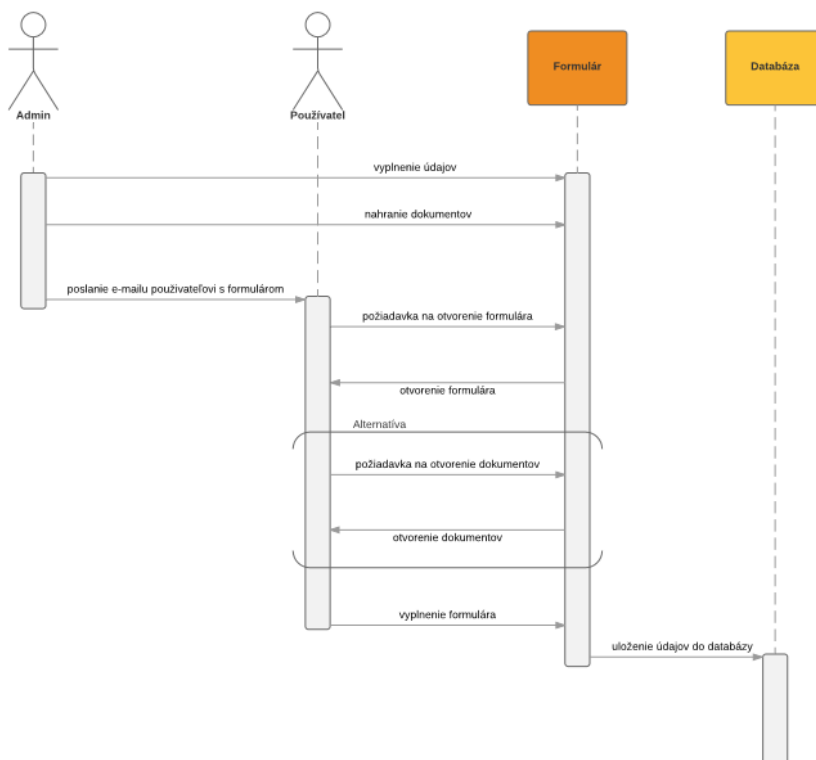 Admin
Používateľ
Formulár
Databáza
vyplnenie údajov
nahranie dokumentov
poslanie e-mailu použivateľovi s formulárom
požiadavka na otvorenie formulára
otvorenie formulára
Alternatíva
požiadavka na otvorenie dokumentov
otvorenie dokumentov
vyplnenie formulára
uloženie údajov do databázy